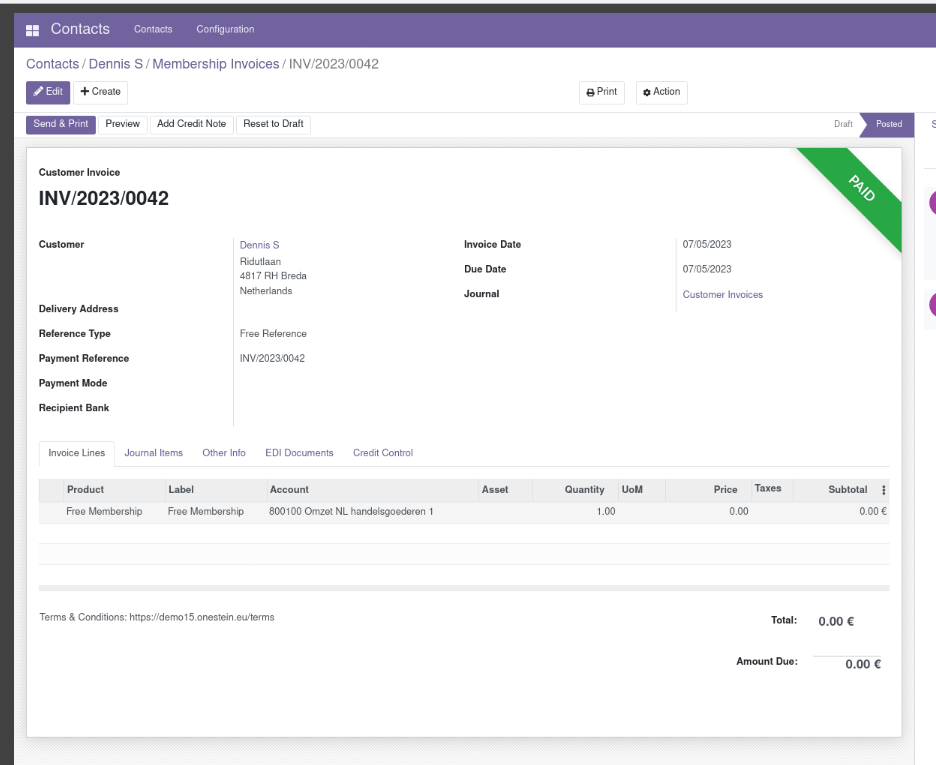 Contacts Contacts Configuration
Contacts / Dennis S / Membership Invoices / INV/2023/0042
Edit Create Print Action
Send & Print Preview Add Credit Note Reset to Draft Draft Posted
PAID
Customer Invoice
INV/2023/0042
Customer Dennis S Invoice Date 07/05/2023
Ridutlaan
4817 RH Breda Due Date 07/05/2023
Netherlands Journal Customer Invoices
Delivery Address
Reference Type Free Reference
Payment Reference INV/2023/0042
Payment Mode
Recipient Bank
Invoice Lines Journal Items Other Info EDI Documents Credit Control
Product Label Account Asset Quantity UoM Price Taxes Subtotal
Free Membership Free Membership 800100 Omzet NL handelsgoederen 1 1.00 0.00 0.00 €
Terms & Conditions: https://demo15.onestein.eu/terms Total: 0.00 €
Amount Due: 0.00 €